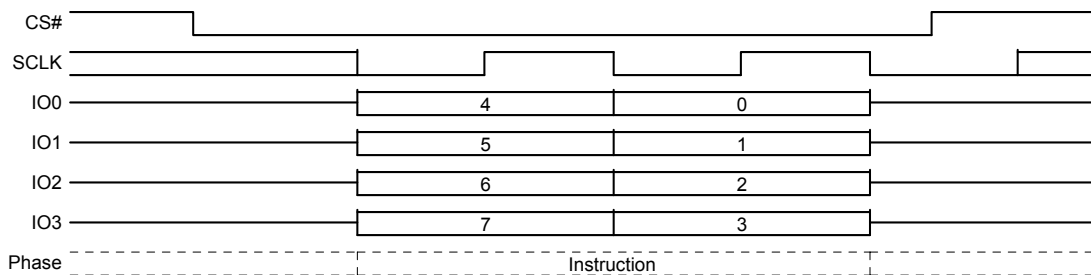 CS#
SCLK
IO0 4 0
IO1 5 1
IO2 6 2
IO3 7 3
Phase Instruction